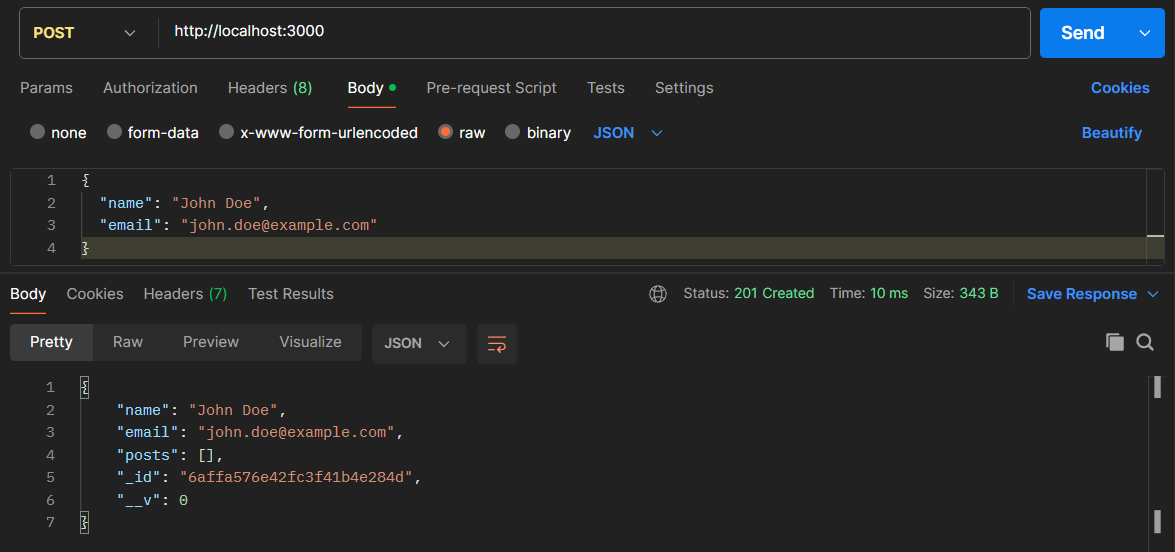 POST http://localhost:3000 Send
Params Authorization Headers (8) Body Pre-request Script Tests Settings Cookies
none form-data x-www-form-urlencoded raw binary JSON Beautify
1 {
2 "name": "John Doe",
3 "email": "john.doe@example.com"
4 }
Body Cookies Headers (7) Test Results Status: 201 Created Time: 10 ms Size: 343 B Save Response
Pretty Raw Preview Visualize JSON
1 {
2 "name": "John Doe",
3 "email": "john.doe@example.com",
4 "posts": [],
5 "_id": "6affa576e42fc3f41b4e284d",
6 "__v": 0
7 }